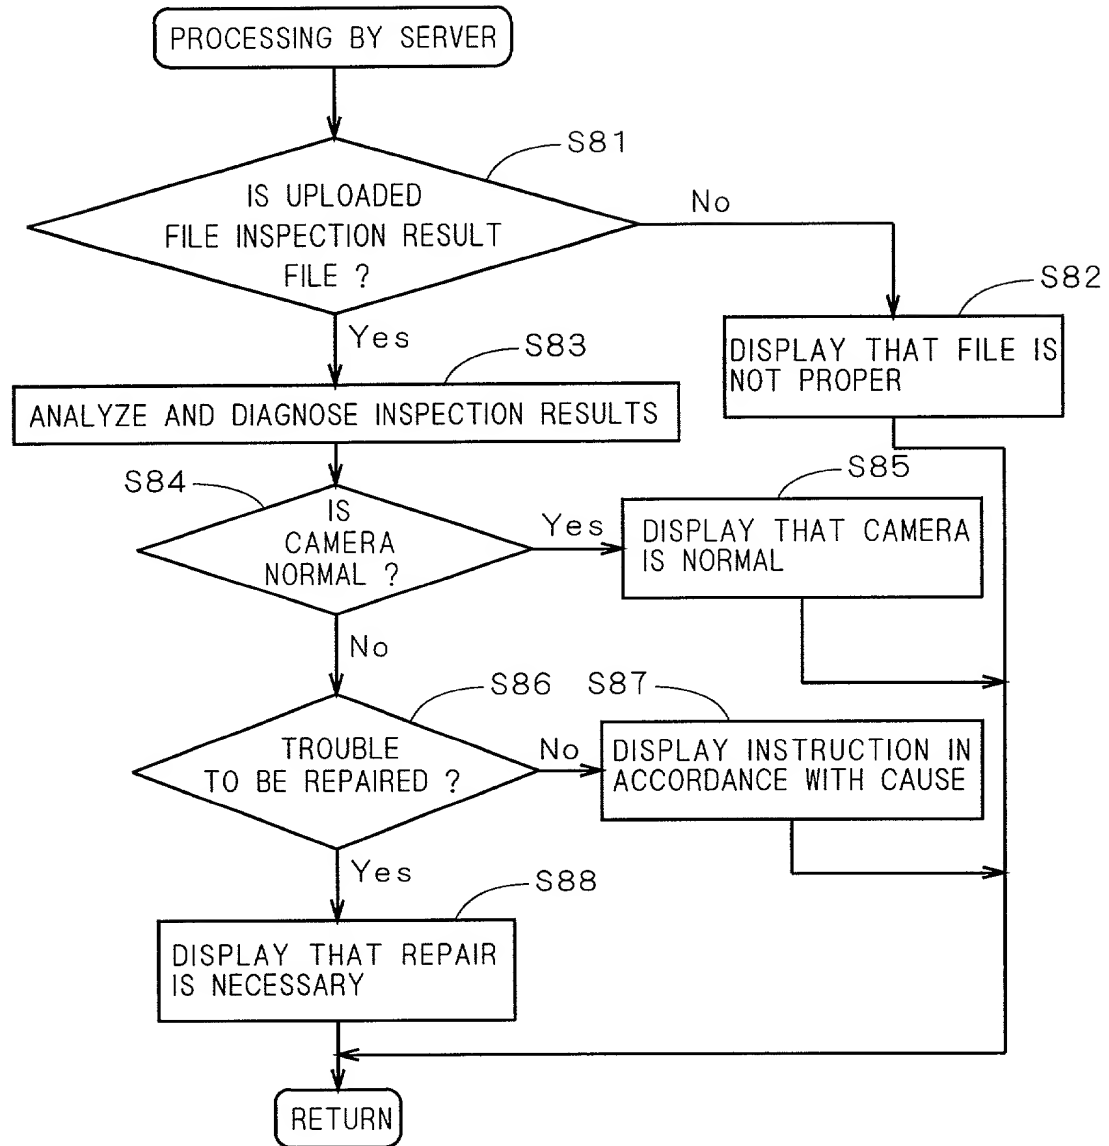 PROCESSING BY SERVER
S81
IS UPLOADED
FILE INSPECTION RESULT
FILE ?
No
Yes
S82
DISPLAY THAT FILE IS
NOT PROPER
S83
ANALYZE AND DIAGNOSE INSPECTION RESULTS
S84
IS
CAMERA
NORMAL ?
Yes
S85
DISPLAY THAT CAMERA
IS NORMAL
No
S86
TROUBLE
TO BE REPAIRED ?
No
S87
DISPLAY INSTRUCTION IN
ACCORDANCE WITH CAUSE
Yes
S88
DISPLAY THAT REPAIR
IS NECESSARY
RETURN